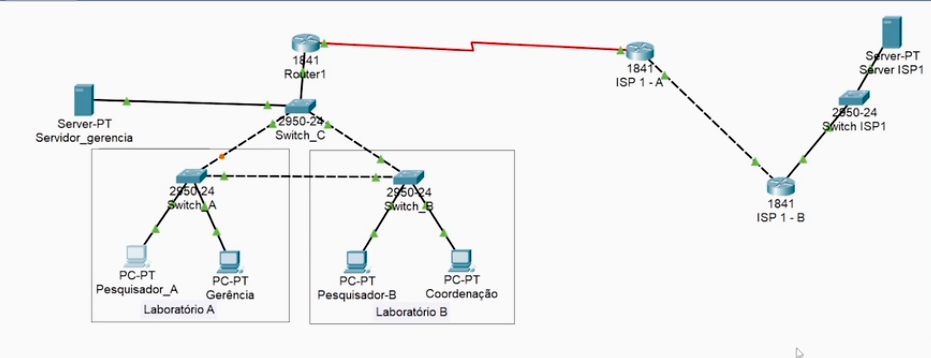 1841
Router1
1841
ISP 1 - A
Server-PT
Server ISP1
2950-24
Switch ISP1
Server-PT
Servidor_gerencia
2950-24
Switch_C
2950-24
Switch_A
2950-24
Switch_B
1841
ISP 1 - B
PC-PT
Pesquisador_A
PC-PT
Gerência
Laboratório A
PC-PT
Pesquisador-B
PC-PT
Coordenação
Laboratório B